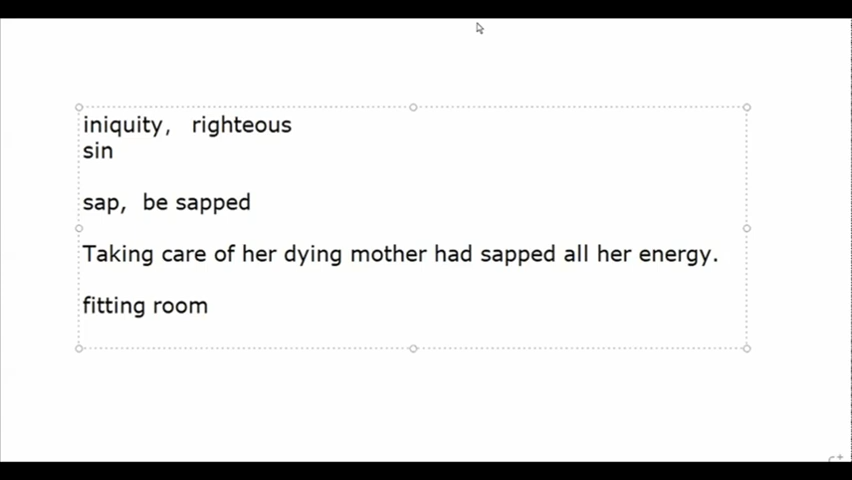 iniquity,   righteous
sin
sap,  be sapped
Taking care of her dying mother had sapped all her energy.
fitting room